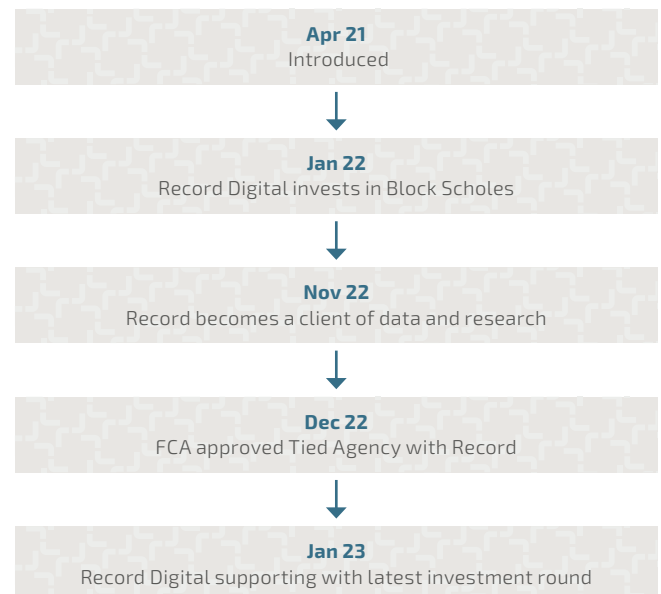 Apr 21
Introduced
Jan 22
Record Digital invests in Block Scholes
Nov 22
Record becomes a client of data and research
Dec 22
FCA approved Tied Agency with Record
Jan 23
Record Digital supporting with latest investment round